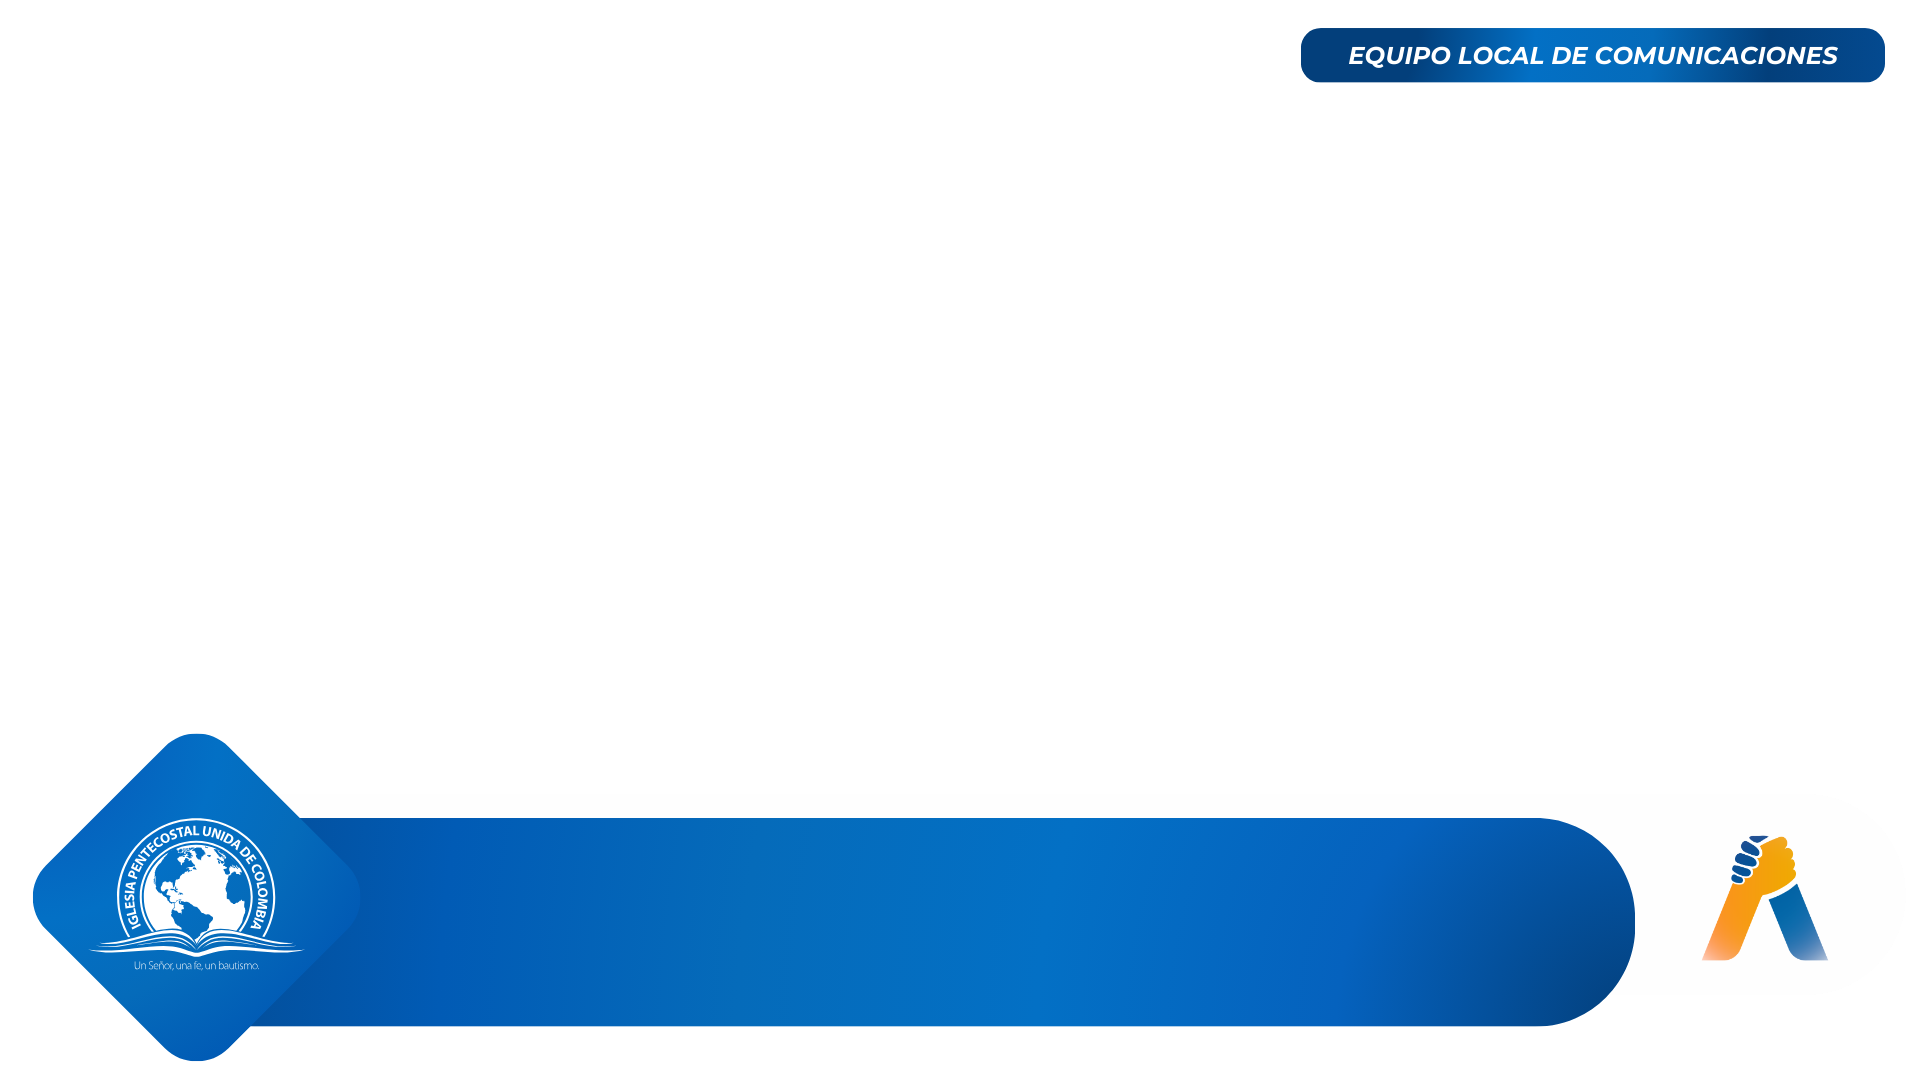 EQUIPO LOCAL DE COMUNICACIONES
IGLESIA PENTECOSTAL UNIDA DE COLOMBIA
Un Señor, una fe, un bautismo.